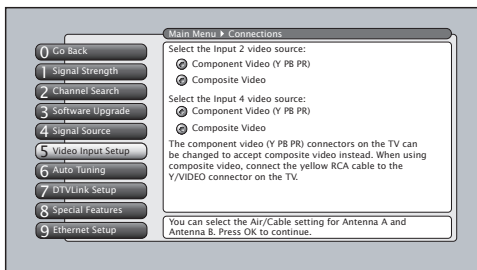 Main Menu ▸ Connections
0 Go Back
1 Signal Strength
2 Channel Search
3 Software Upgrade
4 Signal Source
5 Video Input Setup
6 Auto Tuning
7 DTVLink Setup
8 Special Features
9 Ethernet Setup
Select the Input 2 video source:
Component Video (Y PB PR)
Composite Video
Select the Input 4 video source:
Component Video (Y PB PR)
Composite Video
The component video (Y PB PR) connectors on the TV can
be changed to accept composite video instead. When using
composite video, connect the yellow RCA cable to the
Y/VIDEO connector on the TV.
You can select the Air/Cable setting for Antenna A and
Antenna B. Press OK to continue.